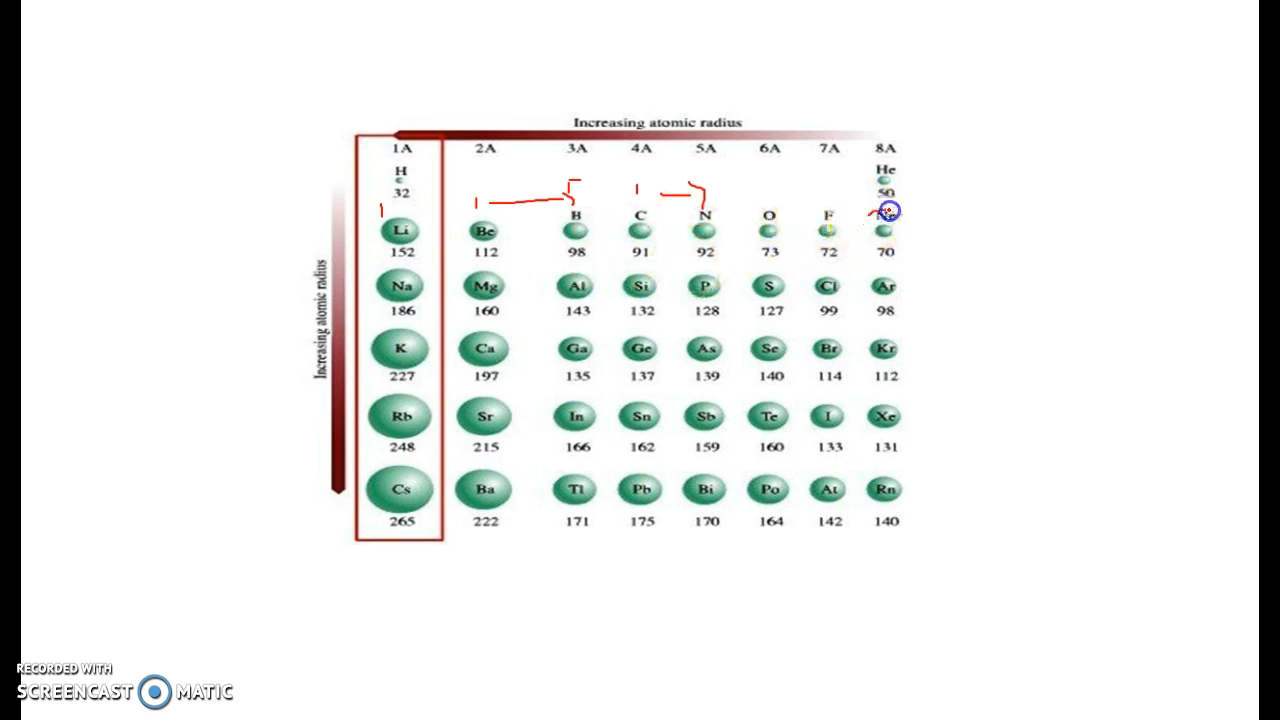 Increasing atomic radius
1A 2A 3A 4A 5A 6A 7A 8A
H He
32 50
B C N O F Ne
Li Be
152 112 98 91 92 73 72 70
Na Mg Al Si P S Cl Ar
186 160 143 132 128 127 99 98
K Ca Ga Ge As Se Br Kr
227 197 135 137 139 140 114 112
Rb Sr In Sn Sb Te I Xe
248 215 166 162 159 160 133 131
Cs Ba Tl Pb Bi Po At Rn
265 222 171 175 170 164 142 140
Increasing atomic radius
RECORDED WITH
SCREENCAST MATIC